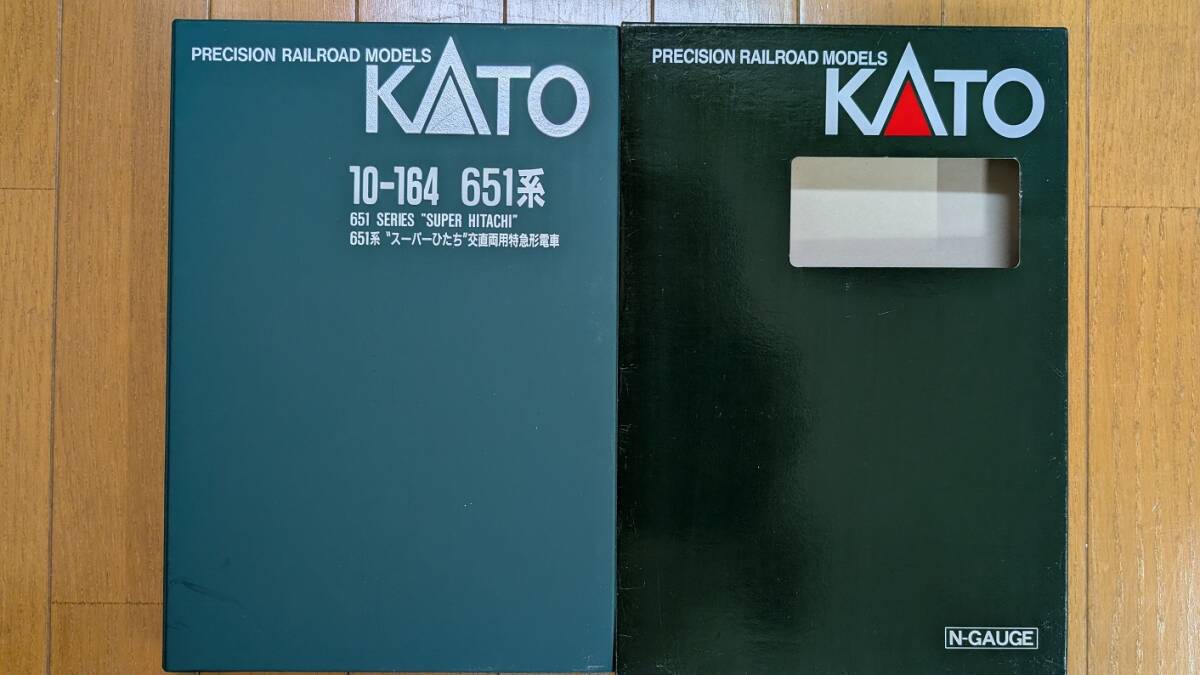 PRECISION RAILROAD MODELS
KATO
10-164 651系
651 SERIES "SUPER HITACHI"
651系 "スーパーひたち"交直両用特急形電車
PRECISION RAILROAD MODELS
KATO
N-GAUGE